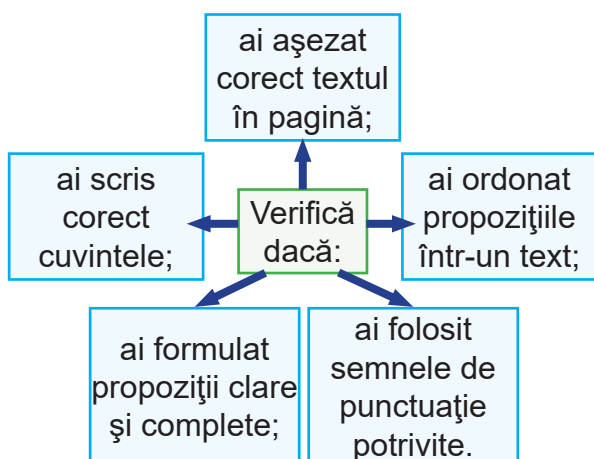 ai aşezat
corect textul
în pagină;
ai scris
corect
cuvintele;
Verifică
dacă:
ai ordonat
propoziţiile
într-un text;
ai formulat
propoziţii clare
şi complete;
ai folosit
semnele de
punctuaţie
potrivite.